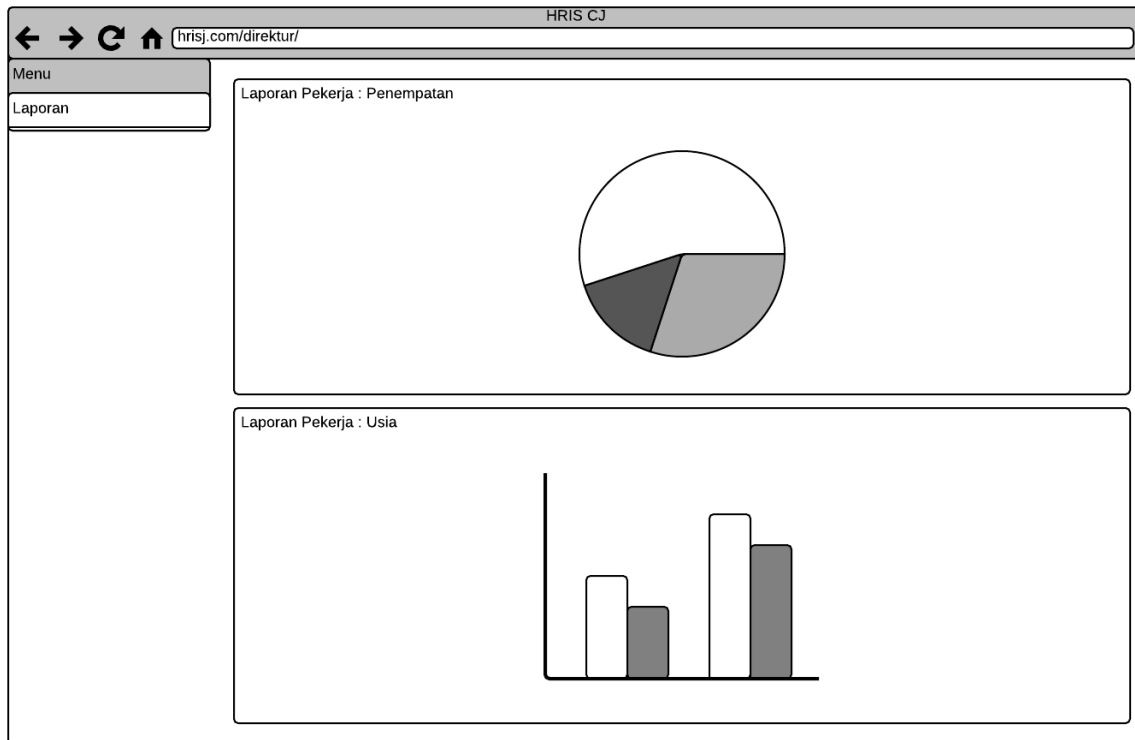 HRIS CJ
hrisj.com/direktur/
Menu
Laporan
Laporan Pekerja : Penempatan
Laporan Pekerja : Usia